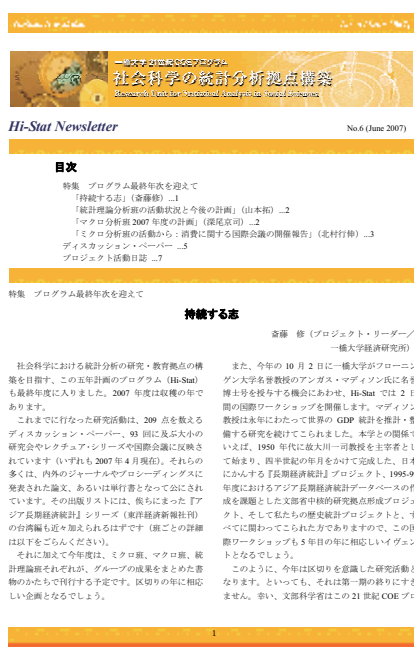 一橋大学 21世紀COEプログラム
社会科学の統計分析拠点構築
Research Unit for Statistical Analysis in Social Sciences
Hi-Stat Newsletter
No.6 (June 2007)
目次
特集　プログラム最終年次を迎えて
「持続する志」（斎藤修）...1
「統計理論分析班の活動状況と今後の計画」（山本拓）...2
「マクロ分析班 2007 年度の計画」（深尾京司）...2
「ミクロ分析班の活動から：消費に関する国際会議の開催報告」（北村行伸）...3
ディスカッション・ペーパー ...5
プロジェクト活動日誌 ...7
特集　プログラム最終年次を迎えて
持続する志
斎藤　修（プロジェクト・リーダー／
一橋大学経済研究所）
社会科学における統計分析の研究・教育拠点の構
築を目指す、この五年計画のプログラム（Hi-Stat）
も最終年度に入りました。2007 年度は収穫の年で
あります。
これまでに行なった研究活動は、209 点を数える
ディスカッション・ペーパー、93 回に及ぶ大小の
研究会やレクチュア・シリーズや国際会議に反映さ
れています（いずれも 2007 年 4 月現在）。それらの
多くは、内外のジャーナルやプロシーディングスに
発表された論文、あるいは単行書となって公にされ
ています。その出版リストには、俟ちにまった『ア
ジア長期経済統計』シリーズ（東洋経済新報社刊）
の台湾編も近々加えられるはずです（班ごとの詳細
は以下をごらんください）。
それに加えて今年度は、ミクロ班、マクロ班、統
計理論班それぞれが、グループの成果をまとめた書
物のかたちで刊行する予定です。区切りの年に相応
しい企画となるでしょう。
また、今年の 10 月 2 日に一橋大学がフローニン
ゲン大学名誉教授のアンガス・マディソン氏に名誉
博士号を授与する機会にあわせ、Hi-Stat では 2 日
間の国際ワークショップを開催します。マディソン
教授は永年にわたって世界の GDP 統計を推計・整
備する研究を続けてこられました。本学との関係で
いえば、1950 年代に故大川一司教授を主宰者とし
て始まり、四半世紀の年月をかけて完成した、日本
にかんする『長期経済統計』プロジェクト、1995-9
年度におけるアジア長期経済統計データベースの作
成を課題とした文部省中核的研究拠点形成プロジェ
クト、そして私たちの歴史統計プロジェクトと、す
べてに関わってこられた方でありますので、この国
際ワークショップも 5 年目の年に相応しいイヴェン
トとなるでしょう。
このように、今年は区切りを意識した研究活動と
なります。といっても、それは第一期の終りにすぎ
ません。幸い、文部科学省はこの 21 世紀 COE プロ
1